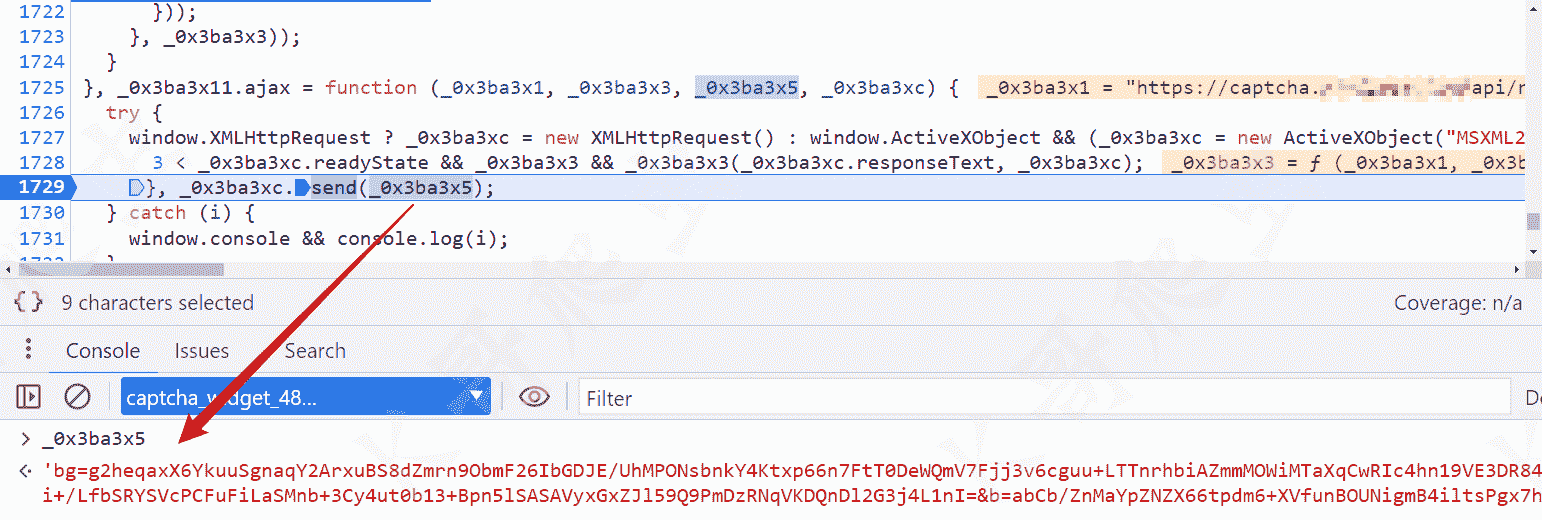 1722 }));
1723 }, _0x3ba3x3));
1724 }
1725 }, _0x3ba3x11.ajax = function (_0x3ba3x1, _0x3ba3x3, _0x3ba3x5, _0x3ba3xc) { _0x3ba3x1 = "https://captcha. api/r
1726 try {
1727 window.XMLHttpRequest ? _0x3ba3xc = new XMLHttpRequest() : window.ActiveXObject && (_0x3ba3xc = new ActiveXObject("MSXML2
1728 3 < _0x3ba3xc.readyState && _0x3ba3x3 && _0x3ba3x3(_0x3ba3xc.responseText, _0x3ba3xc); _0x3ba3x3 = ƒ (_0x3ba3x1, _0x3b
1729 }, _0x3ba3xc.send(_0x3ba3x5);
1730 } catch (i) {
1731 window.console && console.log(i);
{ } 9 characters selected Coverage: n/a
Console Issues Search
captcha_widget_48... Filter
> _0x3ba3x5
'bg=g2heqaxX6YkuuSgnaqY2ArxuBS8dZmrn9ObmF26IbGDJE/UhMPONsbnkY4Ktxp66n7FtT0DeWQmV7Fjj3v6cguu+LTTnrhbiAZmmMOWiMTaXqCwRIc4hn19VE3DR84
i+/LfbSRYSVcPCFuFiLaSMnb+3Cy4ut0b13+Bpn5lSASAVyxGxZJl59Q9PmDzRNqVKDQnDl2G3j4L1nI=&b=abCb/ZnMaYpZNZX66tpdm6+XVfunBOUNigmB4iltsPgx7h